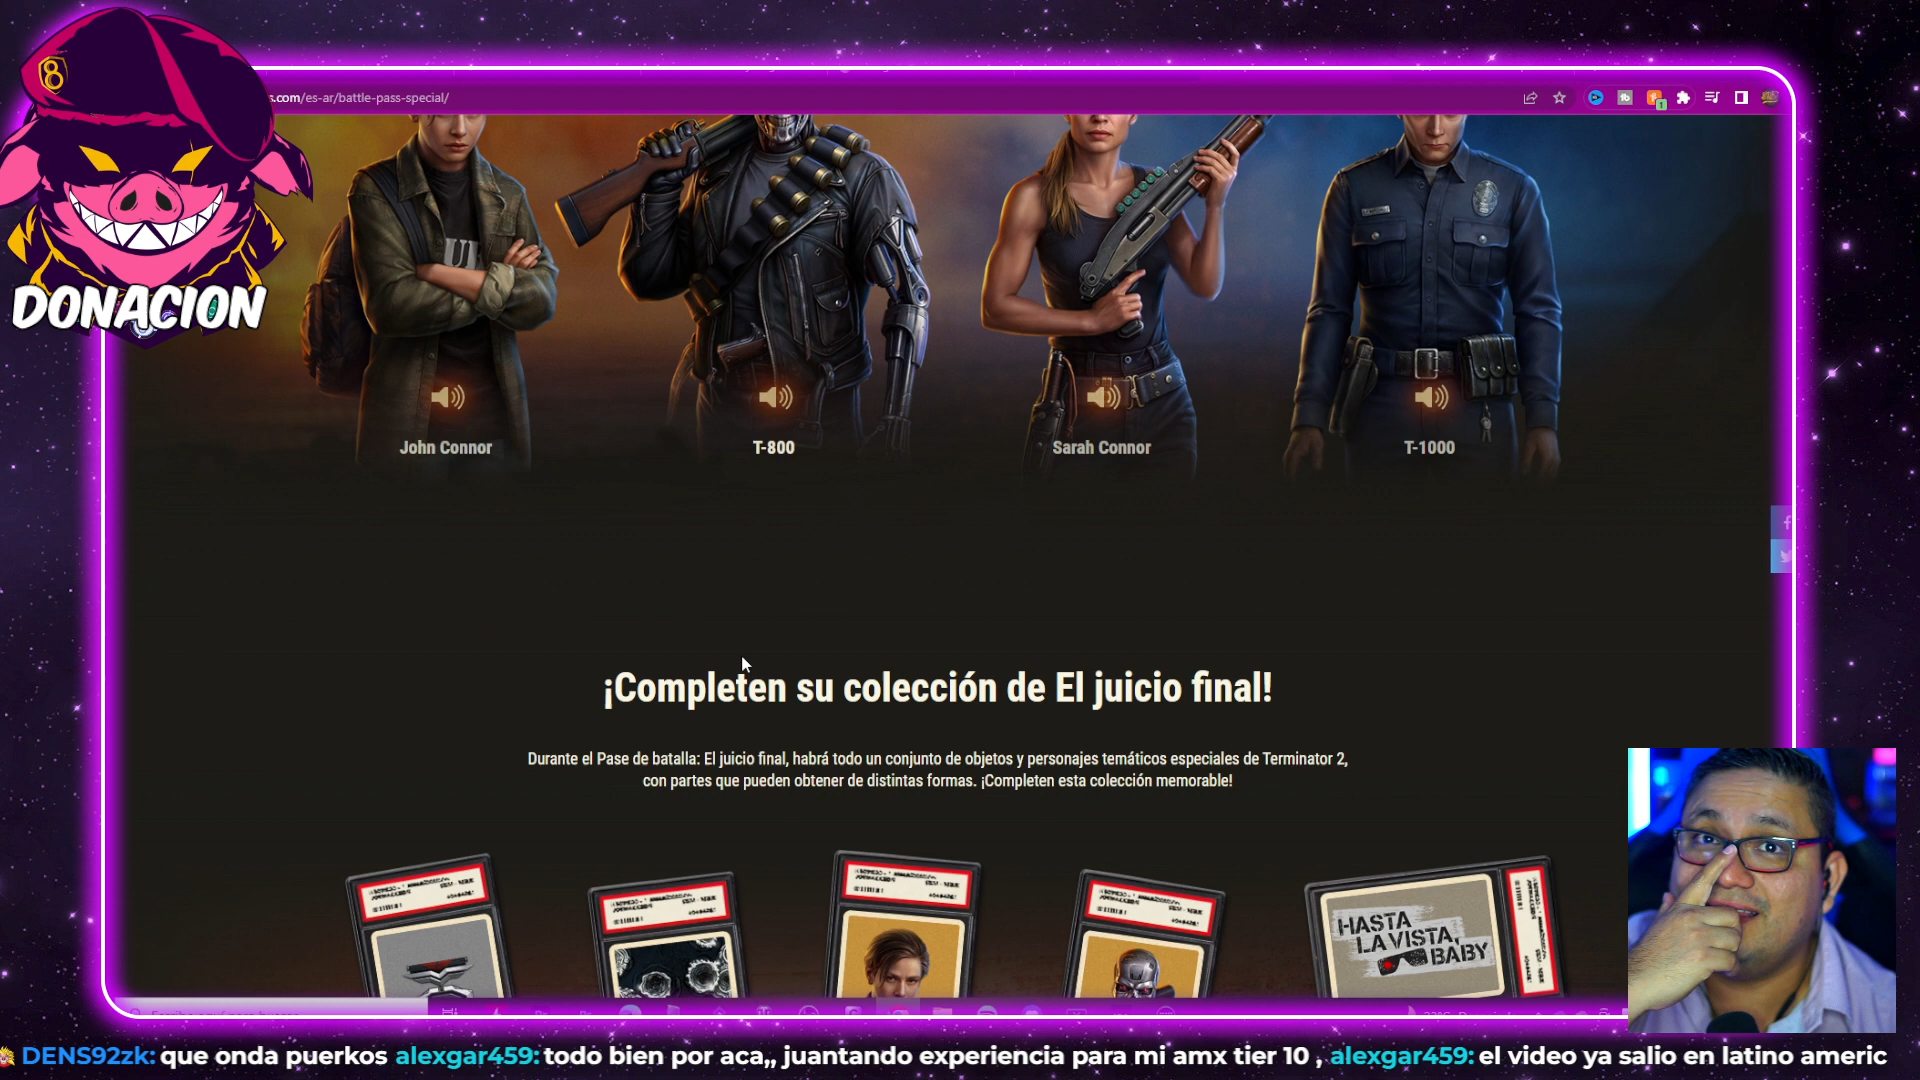 8
s.com/es-ar/battle-pass-special/
DONACION
John Connor
T-800
Sarah Connor
T-1000
¡Completen su colección de El juicio final!
Durante el Pase de batalla: El juicio final, habrá todo un conjunto de objetos y personajes temáticos especiales de Terminator 2,
con partes que pueden obtener de distintas formas. ¡Completen esta colección memorable!
HASTA
LA VISTA,
BABY
DENS92zk: que onda puerkos alexgar459: todo bien por aca,, juantando experiencia para mi amx tier 10 , alexgar459: el video ya salio en latino americ